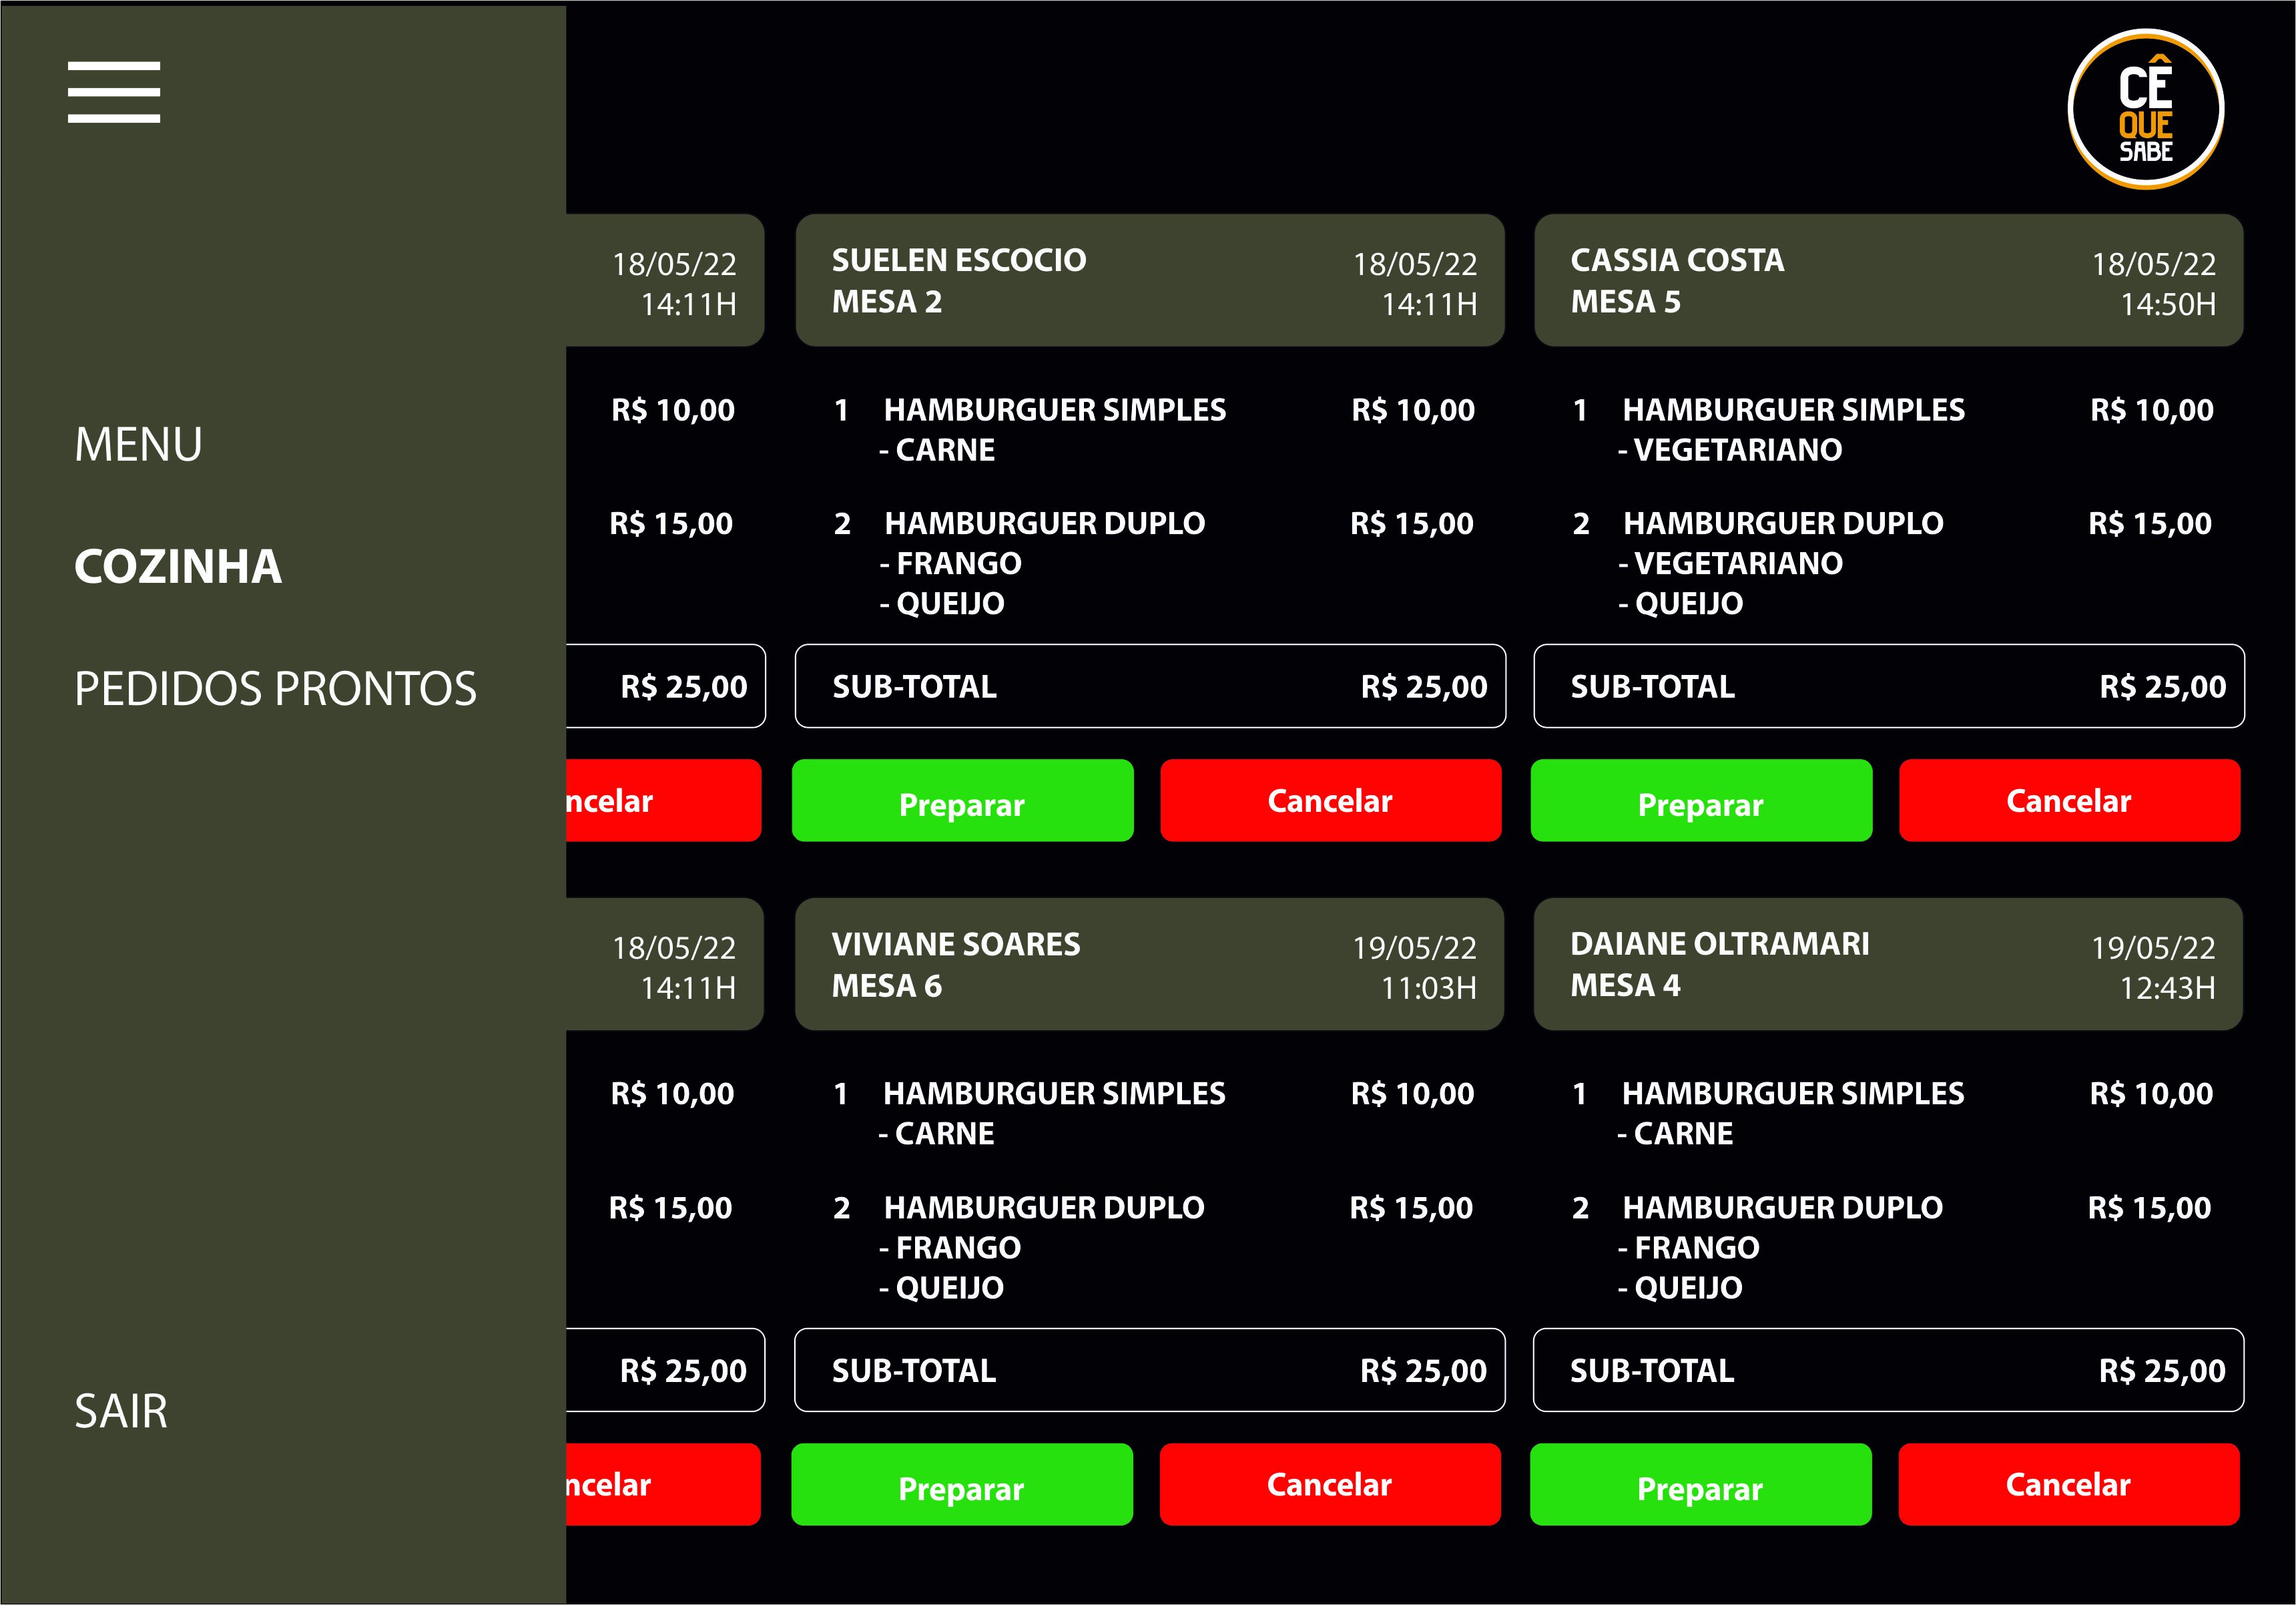 CÊ
QUE
SABE
MENU
COZINHA
PEDIDOS PRONTOS
SAIR
18/05/22
14:11H
R$ 10,00
R$ 15,00
R$ 25,00
ncelar
SUELEN ESCOCIO 18/05/22
MESA 2 14:11H
1 HAMBURGUER SIMPLES R$ 10,00
- CARNE
2 HAMBURGUER DUPLO R$ 15,00
- FRANGO
- QUEIJO
SUB-TOTAL R$ 25,00
Preparar Cancelar
CASSIA COSTA 18/05/22
MESA 5 14:50H
1 HAMBURGUER SIMPLES R$ 10,00
- VEGETARIANO
2 HAMBURGUER DUPLO R$ 15,00
- VEGETARIANO
- QUEIJO
SUB-TOTAL R$ 25,00
Preparar Cancelar
18/05/22
14:11H
R$ 10,00
R$ 15,00
R$ 25,00
ncelar
VIVIANE SOARES 19/05/22
MESA 6 11:03H
1 HAMBURGUER SIMPLES R$ 10,00
- CARNE
2 HAMBURGUER DUPLO R$ 15,00
- FRANGO
- QUEIJO
SUB-TOTAL R$ 25,00
Preparar Cancelar
DAIANE OLTRAMARI 19/05/22
MESA 4 12:43H
1 HAMBURGUER SIMPLES R$ 10,00
- CARNE
2 HAMBURGUER DUPLO R$ 15,00
- FRANGO
- QUEIJO
SUB-TOTAL R$ 25,00
Preparar Cancelar